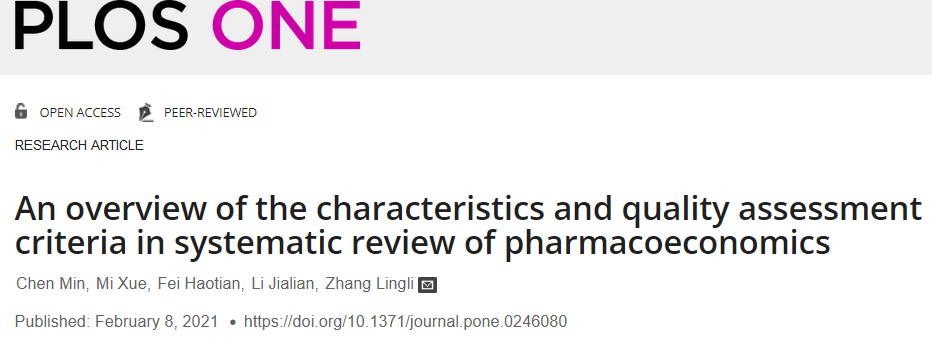 PLOS ONE
OPEN ACCESS PEER-REVIEWED
RESEARCH ARTICLE
An overview of the characteristics and quality assessment
criteria in systematic review of pharmacoeconomics
Chen Min, Mi Xue, Fei Haotian, Li Jialian, Zhang Lingli
Published: February 8, 2021 • https://doi.org/10.1371/journal.pone.0246080